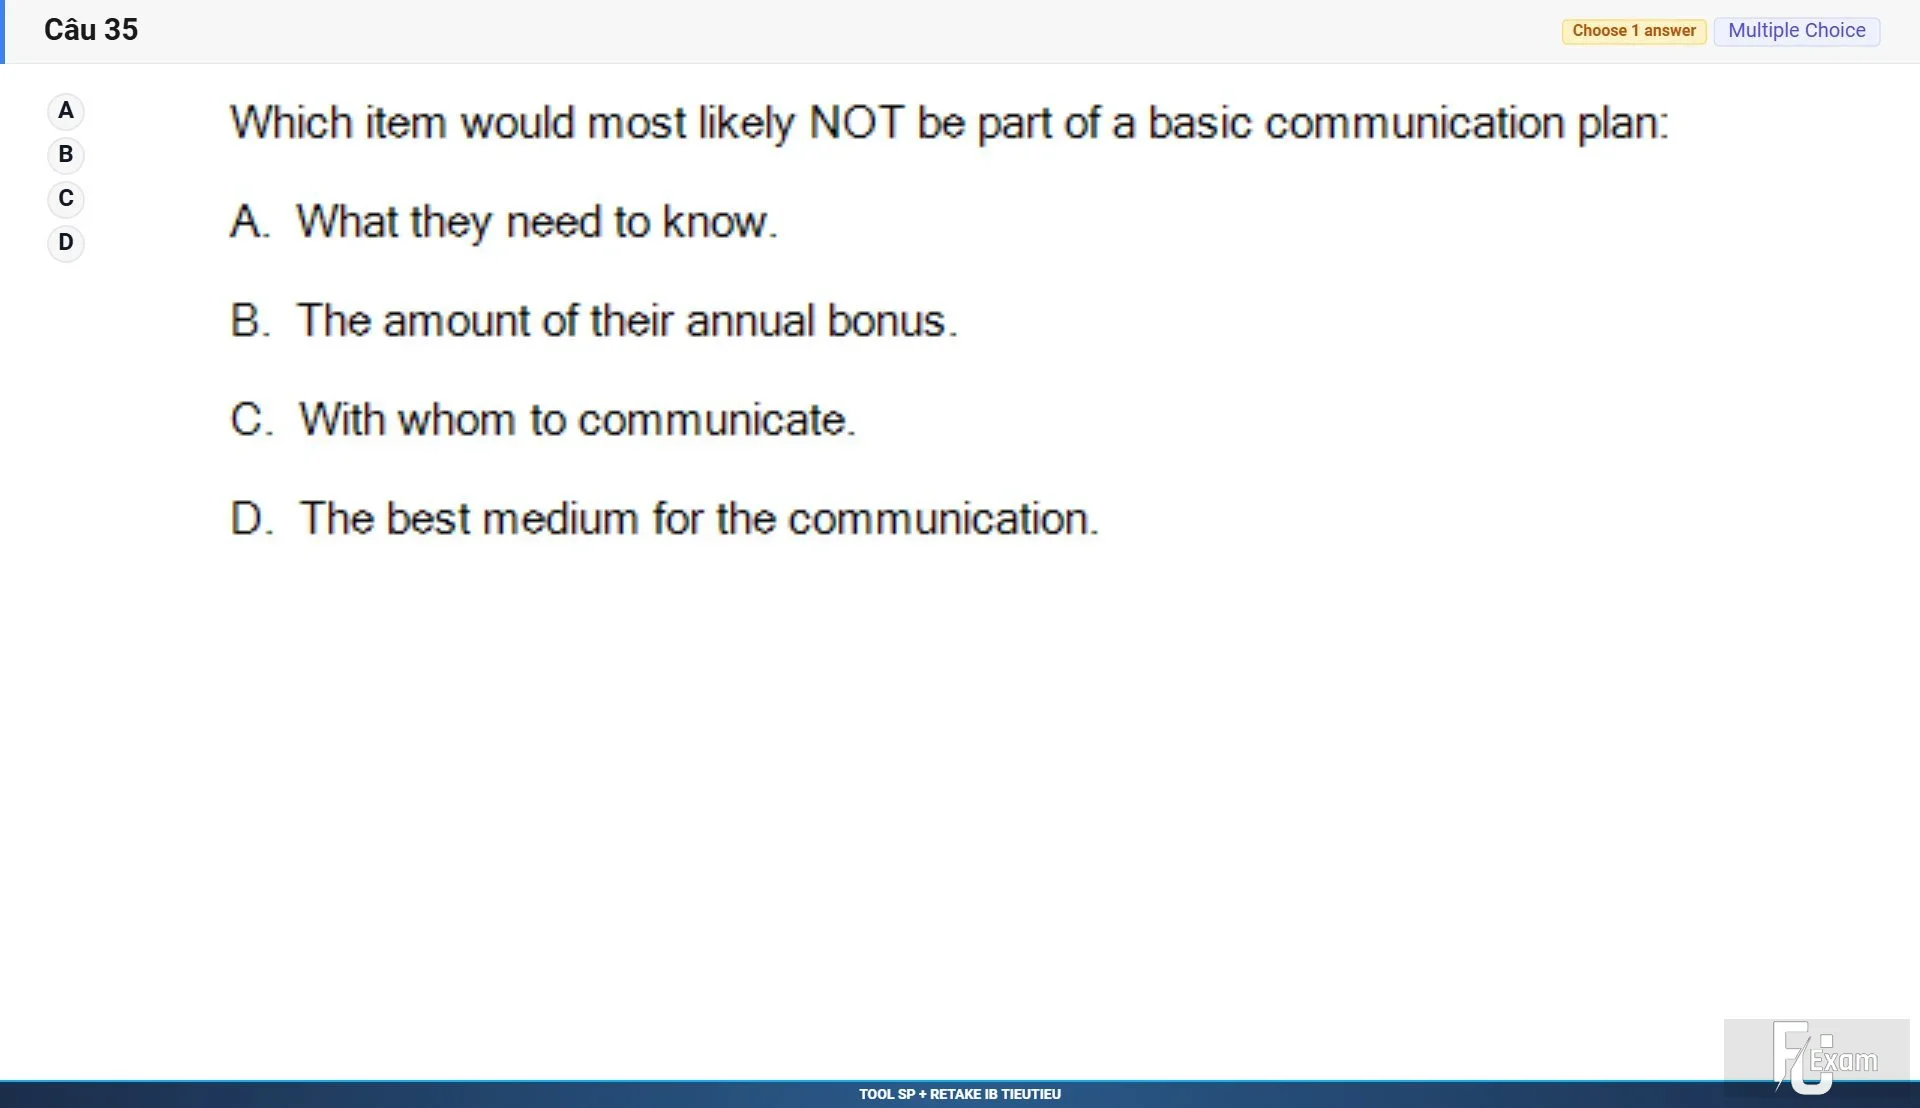 Câu 35
Choose 1 answer
Multiple Choice
A
B
C
D
Which item would most likely NOT be part of a basic communication plan:
A. What they need to know.
B. The amount of their annual bonus.
C. With whom to communicate.
D. The best medium for the communication.
FU Exam
TOOL SP + RETAKE IB TIEUTIEU